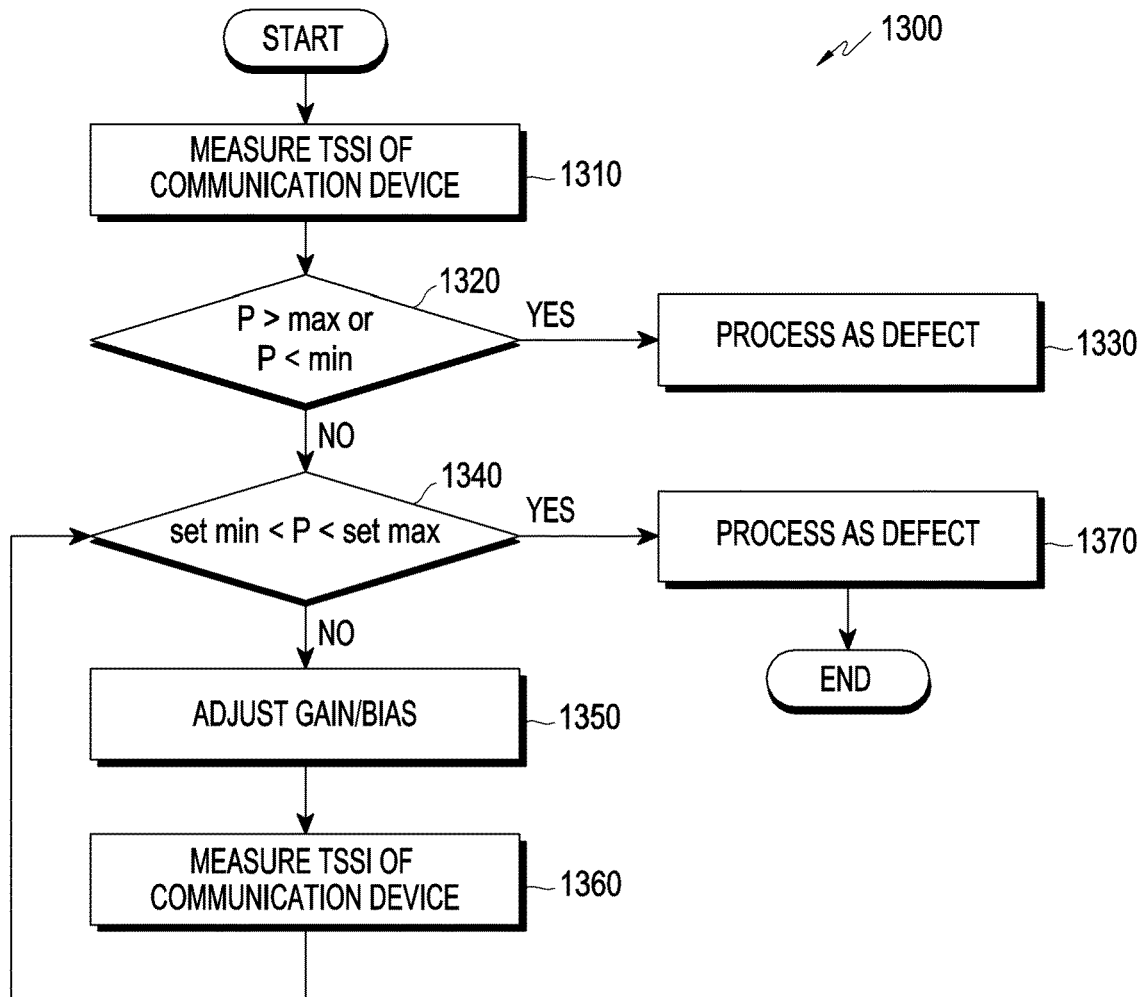 START
1300
MEASURE TSSI OF
COMMUNICATION DEVICE
1310
1320
P > max or
P < min
YES
PROCESS AS DEFECT
1330
NO
1340
set min < P < set max
YES
PROCESS AS DEFECT
1370
NO
END
ADJUST GAIN/BIAS
1350
MEASURE TSSI OF
COMMUNICATION DEVICE
1360